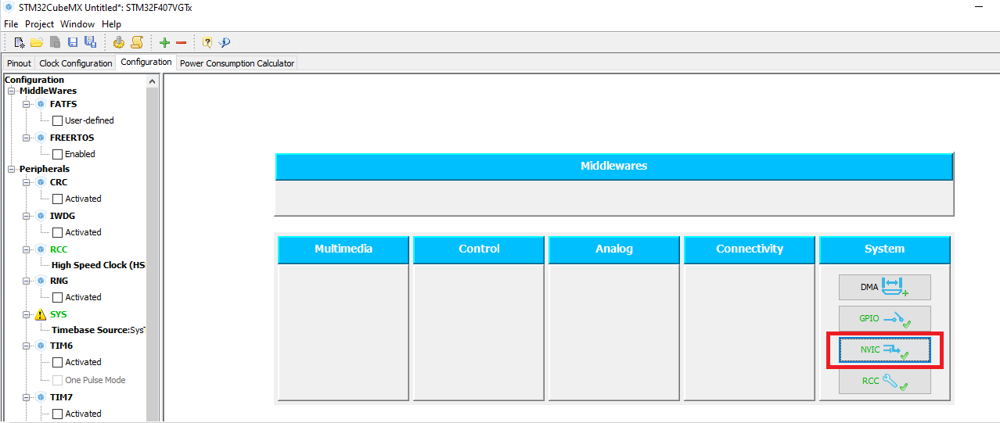 STM32CubeMX Untitled*: STM32F407VGTx
File Project Window Help
Pinout Clock Configuration Configuration Power Consumption Calculator
Configuration
MiddleWares
FATFS
User-defined
FREERTOS
Enabled
Peripherals
CRC
Activated
IWDG
Activated
RCC
High Speed Clock (HS
RNG
Activated
SYS
Timebase Source:SysT
TIM6
Activated
One Pulse Mode
TIM7
Activated
Middlewares
Multimedia Control Analog Connectivity System
DMA
GPIO
NVIC
RCC